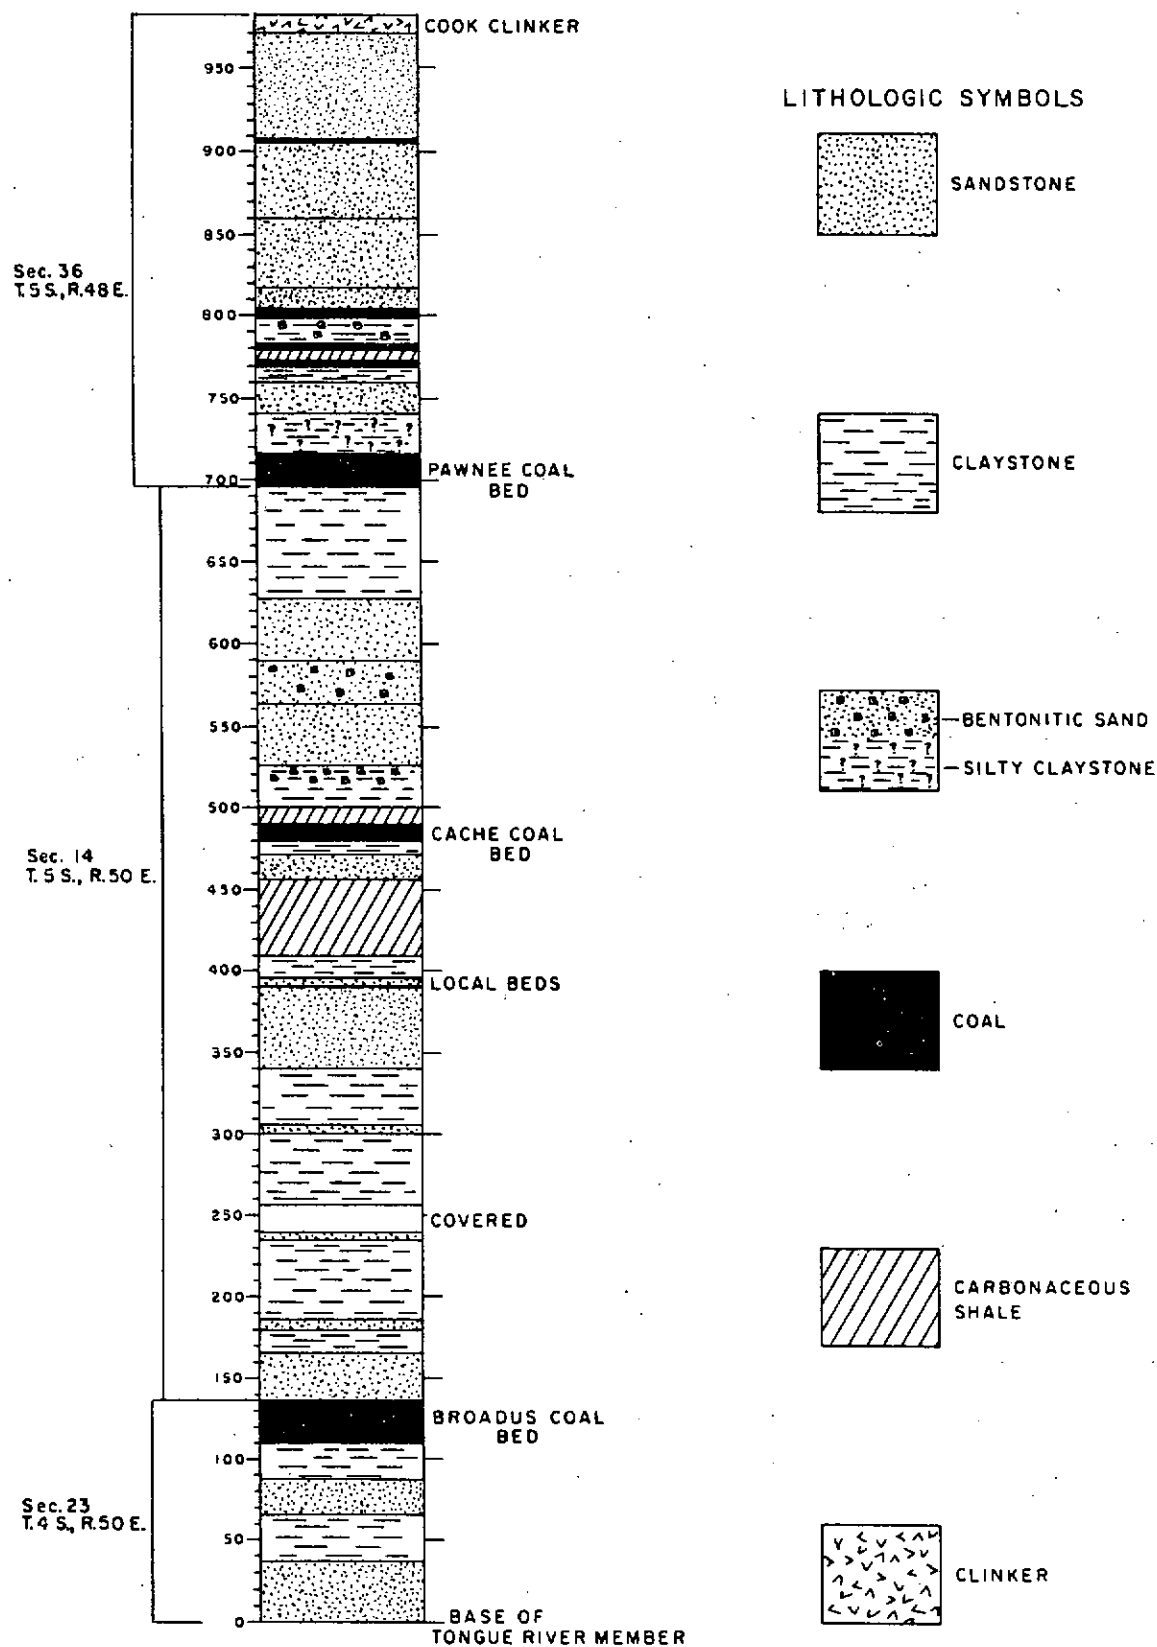 COOK CLINKER
950
LITHOLOGIC SYMBOLS
900
SANDSTONE
850
Sec. 36
T.5 S., R.48 E.
800
750
CLAYSTONE
PAWNEE COAL
BED
700
650
600
550
BENTONITIC SAND
SILTY CLAYSTONE
500
CACHE COAL
BED
Sec. 14
T.5 S., R.50 E.
450
400
LOCAL BEDS
COAL
350
300
250
COVERED
CARBONACEOUS
SHALE
200
150
BROADUS COAL
BED
100
Sec. 23
T.4 S., R.50 E.
50
CLINKER
0
BASE OF
TONGUE RIVER MEMBER